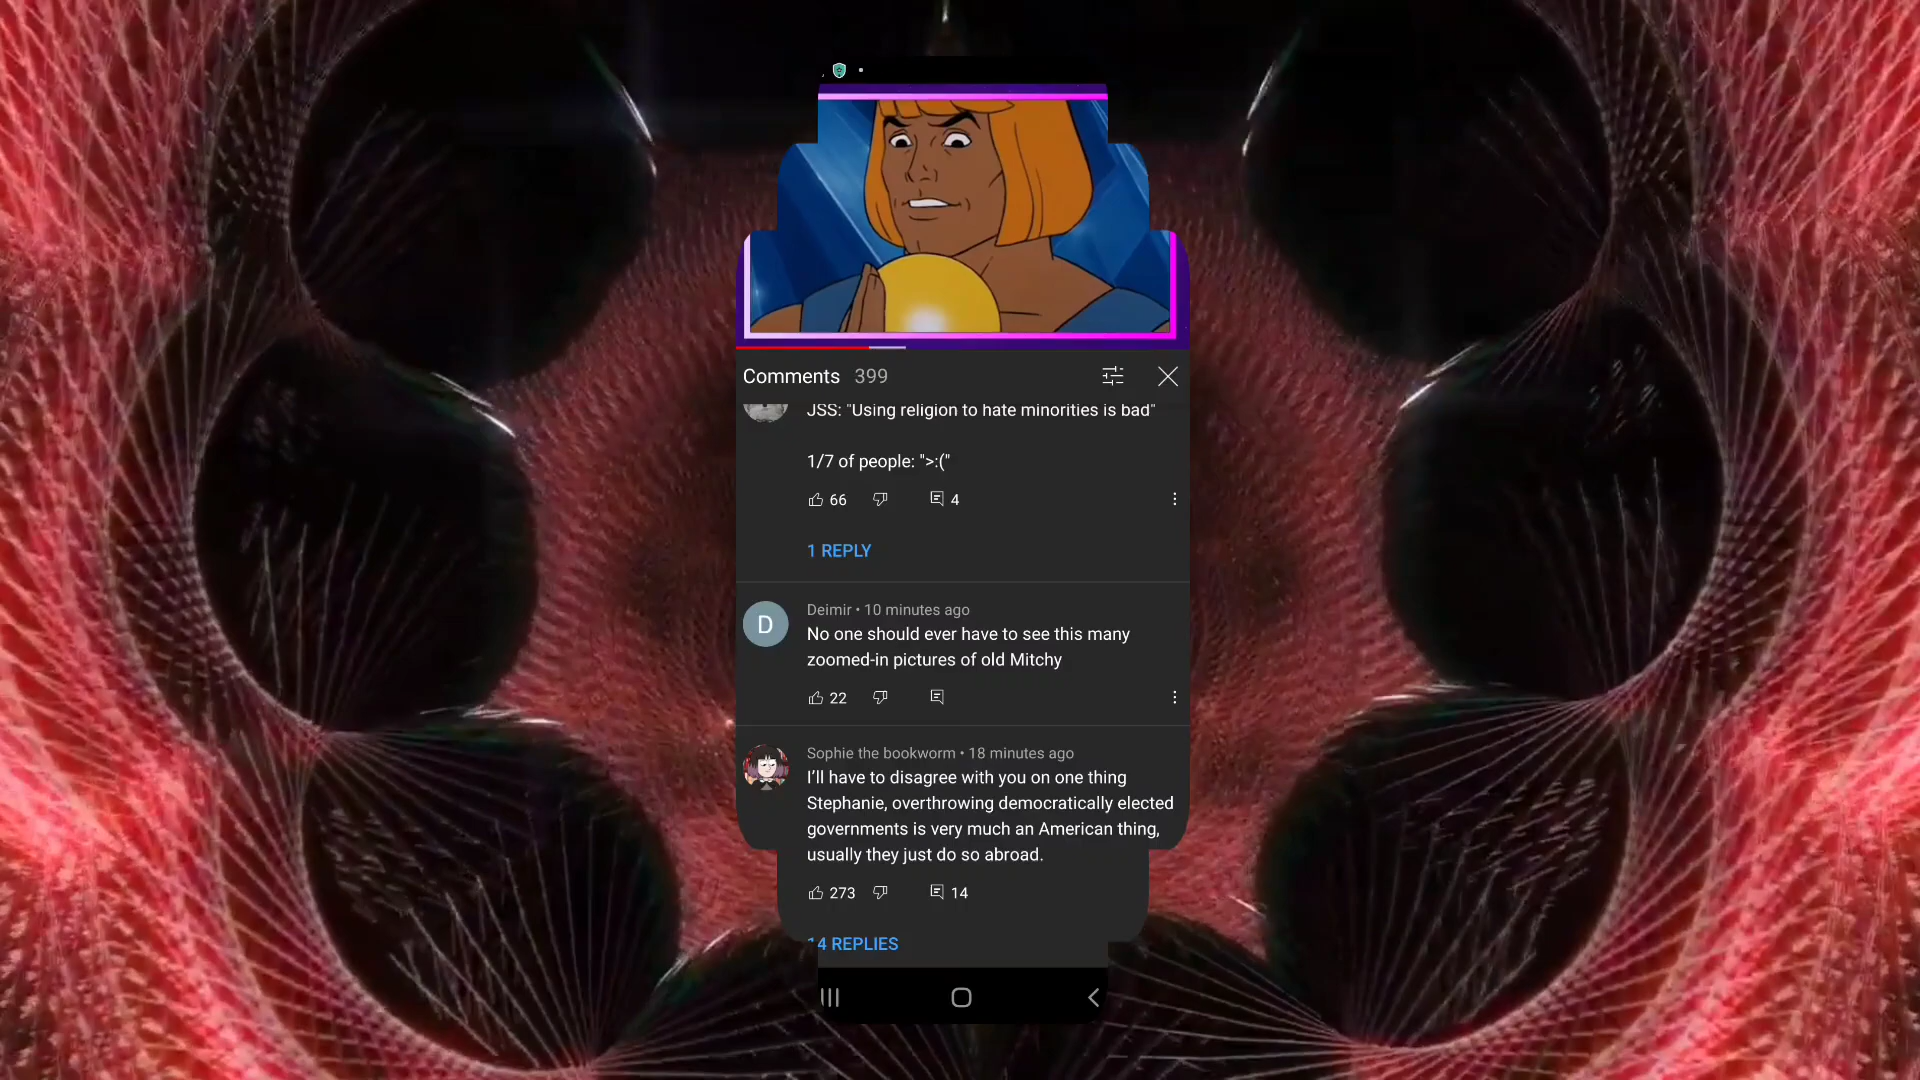 Comments 399
JSS: "Using religion to hate minorities is bad"
1/7 of people: ">:("
66 4
1 REPLY
D
Deimir • 10 minutes ago
No one should ever have to see this many
zoomed-in pictures of old Mitchy
22
Sophie the bookworm • 18 minutes ago
I'll have to disagree with you on one thing
Stephanie, overthrowing democratically elected
governments is very much an American thing,
usually they just do so abroad.
273 14
14 REPLIES